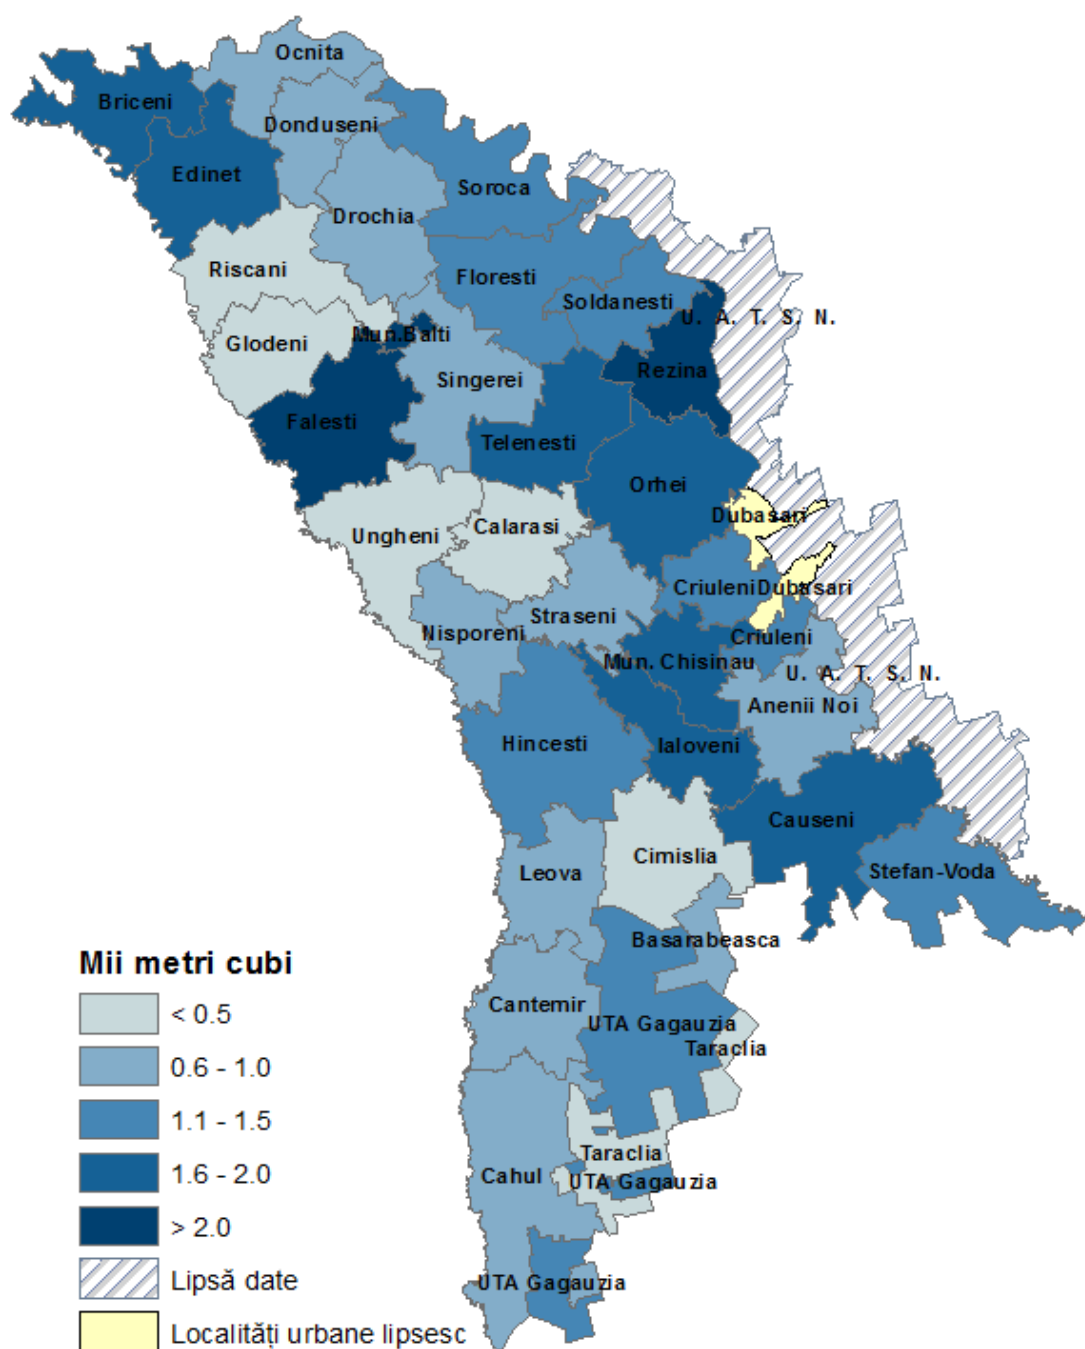 Ocnita
Briceni
Donduseni
Edinet
Soroca
Drochia
Riscani
Floresti
Soldanesti
U. A. T. S. N.
Mun.Balti
Glodeni
Rezina
Singerei
Falesti
Telenesti
Orhei
Dubasari
Calarasi
Ungheni
Criuleni
Dubasari
Straseni
Nisporeni
Criuleni
Mun. Chisinau
U. A. T. S. N.
Anenii Noi
Hincesti
Ialoveni
Causeni
Cimislia
Leova
Stefan-Voda
Basarabeasca
Cantemir
UTA Gagauzia
Taraclia
Taraclia
Cahul
UTA Gagauzia
UTA Gagauzia
Mii metri cubi
< 0.5
0.6 - 1.0
1.1 - 1.5
1.6 - 2.0
> 2.0
Lipsă date
Localități urbane lipsesc